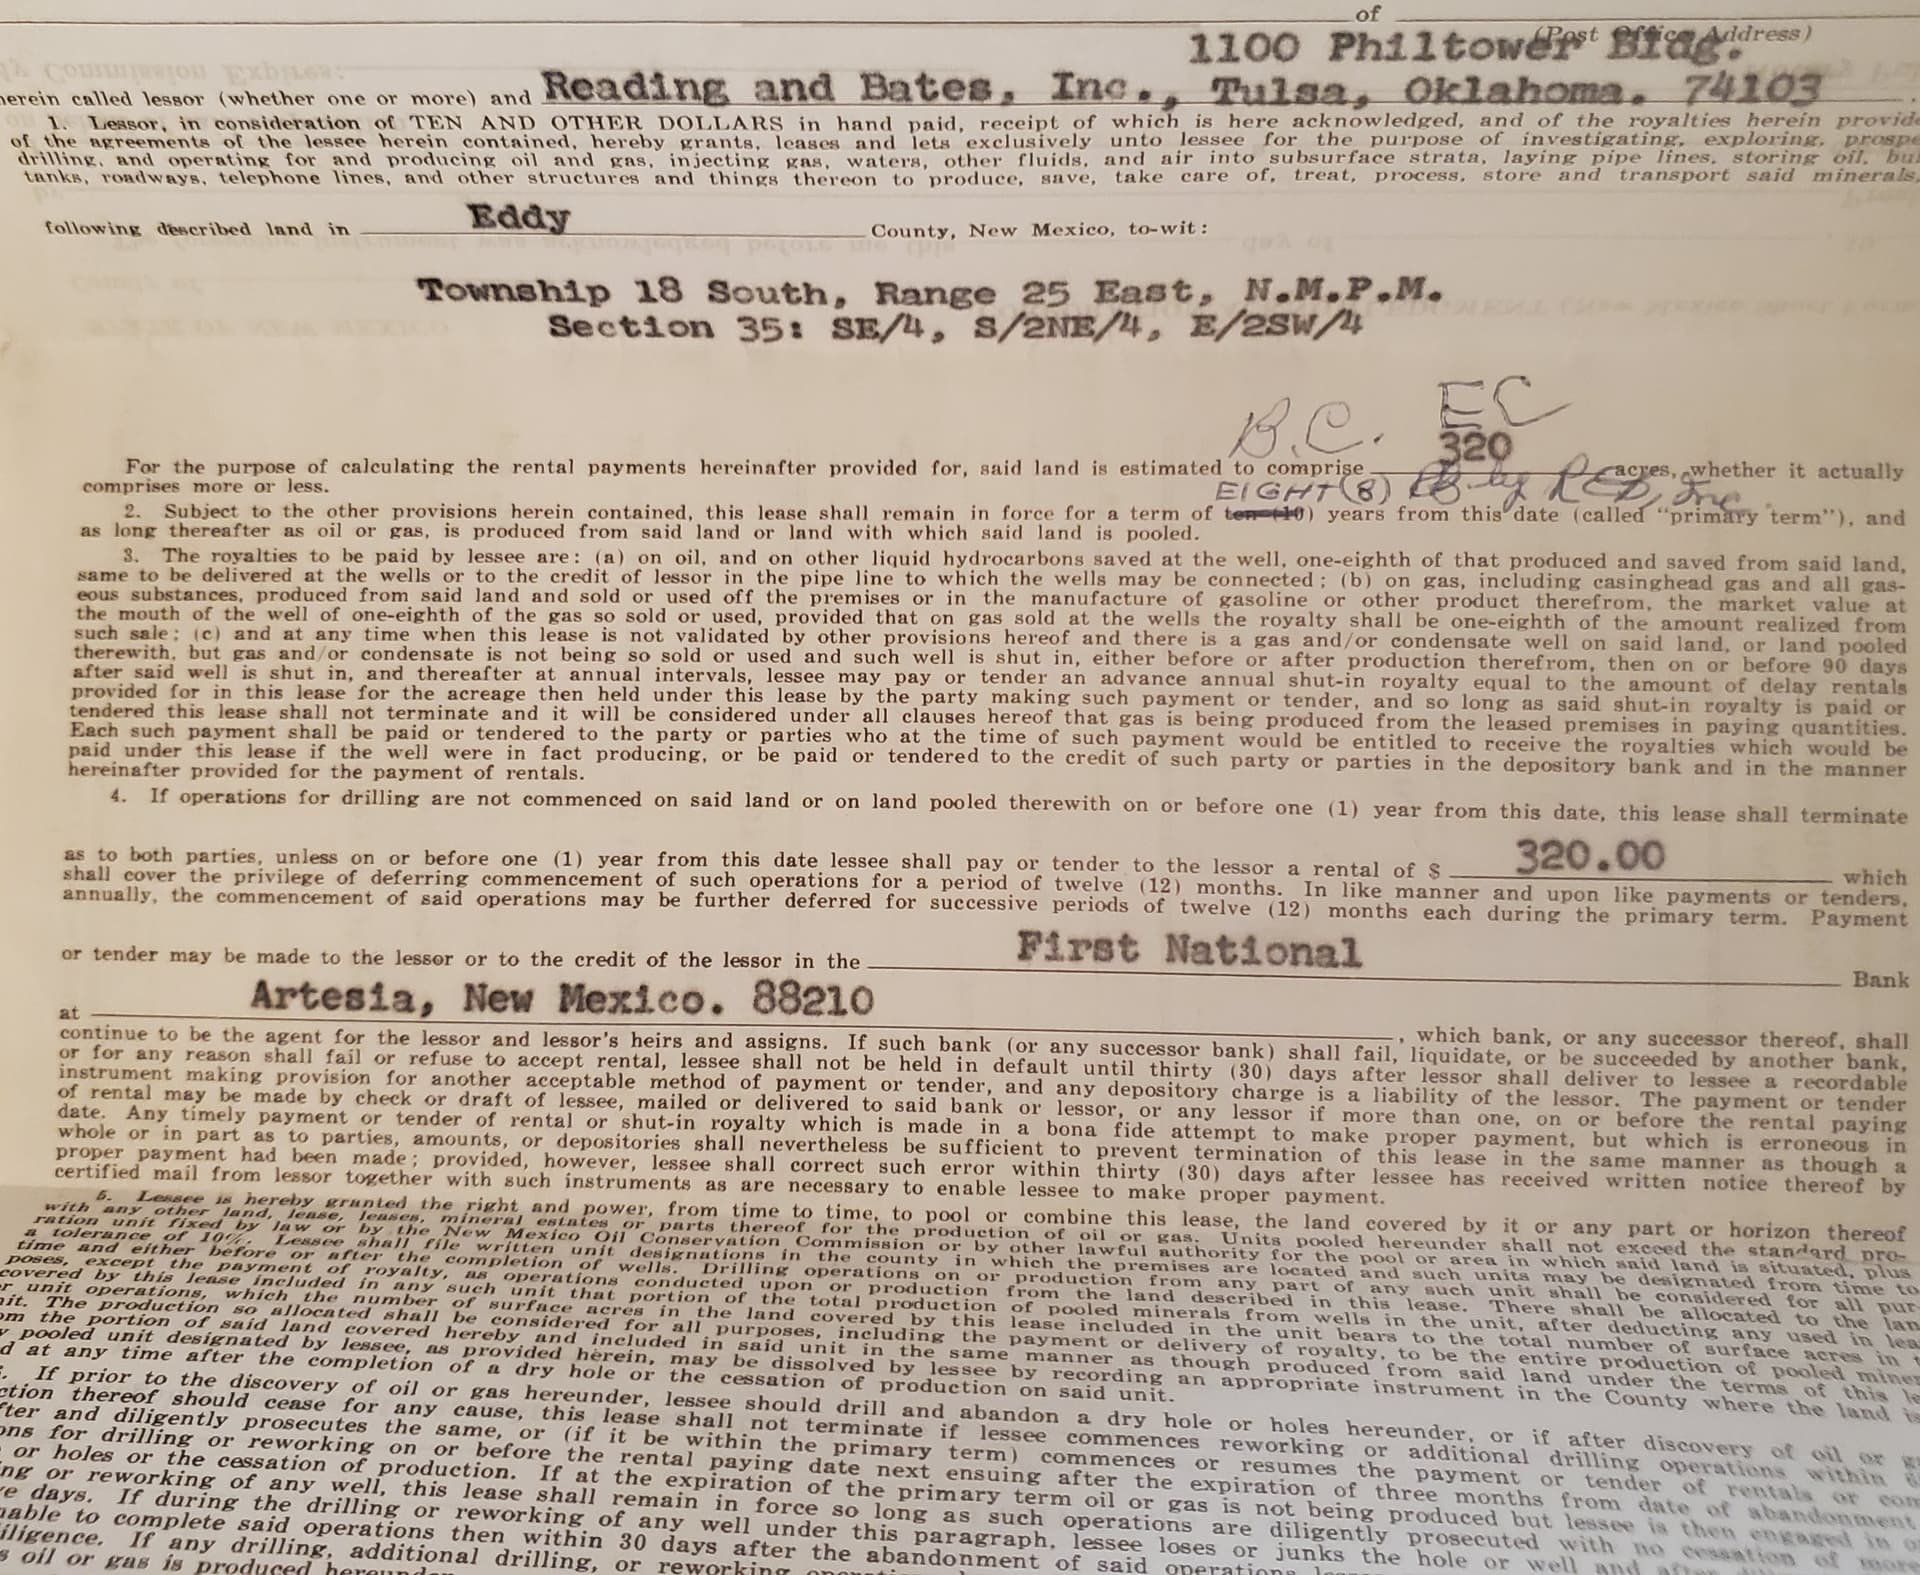 of
(Post Office Address)
1100 Philtower Bldg.
herein called lessor (whether one or more) and Reading and Bates, Inc., Tulsa, Oklahoma. 74103
1. Lessor, in consideration of TEN AND OTHER DOLLARS in hand paid, receipt of which is here acknowledged, and of the royalties herein provide
of the agreements of the lessee herein contained, hereby grants, leases and lets exclusively unto lessee for the purpose of investigating, exploring, prospe
drilling, and operating for and producing oil and gas, injecting gas, waters, other fluids, and air into subsurface strata, laying pipe lines, storing oil, bui
tanks, roadways, telephone lines, and other structures and things thereon to produce, save, take care of, treat, process, store and transport said minerals,
following described land in Eddy County, New Mexico, to-wit:
Township 18 South, Range 25 East, N.M.P.M.
Section 35: SE/4, S/2NE/4, E/2SW/4
B.C. EC
For the purpose of calculating the rental payments hereinafter provided for, said land is estimated to comprise 320 acres, whether it actually
comprises more or less.
EIGHT (8) by Inc.
2. Subject to the other provisions herein contained, this lease shall remain in force for a term of ten (10) years from this date (called "primary term"), and
as long thereafter as oil or gas, is produced from said land or land with which said land is pooled.
3. The royalties to be paid by lessee are: (a) on oil, and on other liquid hydrocarbons saved at the well, one-eighth of that produced and saved from said land,
same to be delivered at the wells or to the credit of lessor in the pipe line to which the wells may be connected; (b) on gas, including casinghead gas and all gas-
eous substances, produced from said land and sold or used off the premises or in the manufacture of gasoline or other product therefrom, the market value at
the mouth of the well of one-eighth of the gas so sold or used, provided that on gas sold at the wells the royalty shall be one-eighth of the amount realized from
such sale; (c) and at any time when this lease is not validated by other provisions hereof and there is a gas and/or condensate well on said land, or land pooled
therewith, but gas and/or condensate is not being so sold or used and such well is shut in, either before or after production therefrom, then on or before 90 days
after said well is shut in, and thereafter at annual intervals, lessee may pay or tender an advance annual shut-in royalty equal to the amount of delay rentals
provided for in this lease for the acreage then held under this lease by the party making such payment or tender, and so long as said shut-in royalty is paid or
tendered this lease shall not terminate and it will be considered under all clauses hereof that gas is being produced from the leased premises in paying quantities.
Each such payment shall be paid or tendered to the party or parties who at the time of such payment would be entitled to receive the royalties which would be
paid under this lease if the well were in fact producing, or be paid or tendered to the credit of such party or parties in the depository bank and in the manner
hereinafter provided for the payment of rentals.
4. If operations for drilling are not commenced on said land or on land pooled therewith on or before one (1) year from this date, this lease shall terminate
as to both parties, unless on or before one (1) year from this date lessee shall pay or tender to the lessor a rental of $ 320.00 which
shall cover the privilege of deferring commencement of such operations for a period of twelve (12) months. In like manner and upon like payments or tenders,
annually, the commencement of said operations may be further deferred for successive periods of twelve (12) months each during the primary term. Payment
or tender may be made to the lessor or to the credit of the lessor in the First National Bank
at Artesia, New Mexico. 88210, which bank, or any successor thereof, shall
continue to be the agent for the lessor and lessor's heirs and assigns. If such bank (or any successor bank) shall fail, liquidate, or be succeeded by another bank,
or for any reason shall fail or refuse to accept rental, lessee shall not be held in default until thirty (30) days after lessor shall deliver to lessee a recordable
instrument making provision for another acceptable method of payment or tender, and any depository charge is a liability of the lessor. The payment or tender
of rental may be made by check or draft of lessee, mailed or delivered to said bank or lessor, or any lessor if more than one, on or before the rental paying
date. Any timely payment or tender of rental or shut-in royalty which is made in a bona fide attempt to make proper payment, but which is erroneous in
whole or in part as to parties, amounts, or depositories shall nevertheless be sufficient to prevent termination of this lease in the same manner as though a
proper payment had been made; provided, however, lessee shall correct such error within thirty (30) days after lessee has received written notice thereof by
certified mail from lessor together with such instruments as are necessary to enable lessee to make proper payment.
5. Lessee is hereby granted the right and power, from time to time, to pool or combine this lease, the land covered by it or any part or horizon thereof
with any other land, lease, leases, mineral estates or parts thereof for the production of oil or gas. Units pooled hereunder shall not exceed the standard pro-
ration unit fixed by law or by the New Mexico Oil Conservation Commission or by other lawful authority for the pool or area in which said land is situated, plus
a tolerance of 10%. Lessee shall file written unit designations in the county in which the premises are located and such units may be designated from time to
time and either before or after the completion of wells. Drilling operations on or production from any part of any such unit shall be considered for all pur-
poses, except the payment of royalty, as operations conducted upon or production from the land described in this lease. There shall be allocated to the lan
covered by this lease included in any such unit that portion of the total production of pooled minerals from wells in the unit, after deducting any used in lea
r unit operations, which the number of surface acres in the land covered by this lease included in the unit bears to the total number of surface acres in t
nit. The production so allocated shall be considered for all purposes, including the payment or delivery of royalty, to be the entire production of pooled miner
om the portion of said land covered hereby and included in said unit in the same manner as though produced from said land under the terms of this le
y pooled unit designated by lessee, as provided herein, may be dissolved by lessee by recording an appropriate instrument in the County where the land is
d at any time after the completion of a dry hole or the cessation of production on said unit.
. If prior to the discovery of oil or gas hereunder, lessee should drill and abandon a dry hole or holes hereunder, or if after discovery of oil or g
ction thereof should cease for any cause, this lease shall not terminate if lessee commences reworking or additional drilling operations within 6
fter and diligently prosecutes the same, or (if it be within the primary term) commences or resumes the payment or tender of rentals or com
ons for drilling or reworking on or before the rental paying date next ensuing after the expiration of three months from date of abandonment
or holes or the cessation of production. If at the expiration of the primary term oil or gas is not being produced but lessee is then engaged in o
ng or reworking of any well, this lease shall remain in force so long as such operations are diligently prosecuted with no cessation of more
e days. If during the drilling or reworking of any well under this paragraph, lessee loses or junks the hole or well and after
nable to complete said operations then within 30 days after the abandonment of said operations
iligence. If any drilling, additional drilling, or reworking
s oil or gas is produced hereunder